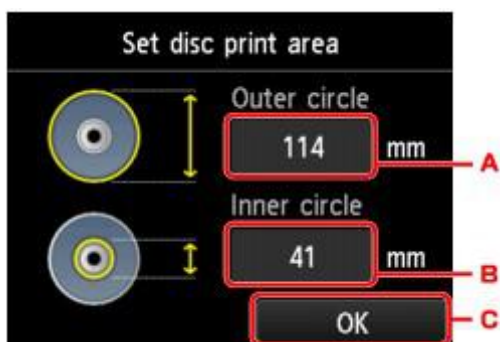 Set disc print area
Outer circle
114 mm
A
Inner circle
41 mm
B
OK
C